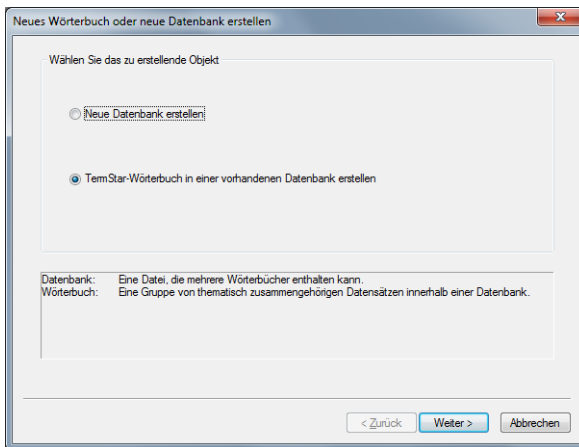 Neues Wörterbuch oder neue Datenbank erstellen
Wählen Sie das zu erstellende Objekt
Neue Datenbank erstellen
TermStar-Wörterbuch in einer vorhandenen Datenbank erstellen
Datenbank: Eine Datei, die mehrere Wörterbücher enthalten kann.
Wörterbuch: Eine Gruppe von thematisch zusammengehörigen Datensätzen innerhalb einer Datenbank.
< Zurück Weiter > Abbrechen